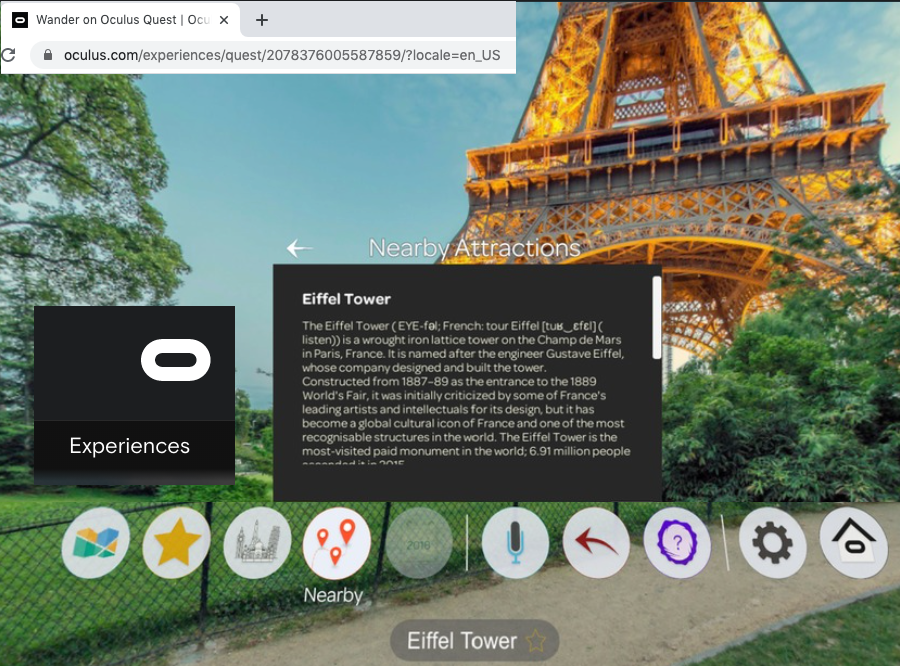 Wander on Oculus Quest | Ocu
oculus.com/experiences/quest/2078376005587859/?locale=en_US
Nearby Attractions
Eiffel Tower
The Eiffel Tower ( EYE-fəl; French: tour Eiffel [tuʁ‿ɛfɛl] (
listen)) is a wrought iron lattice tower on the Champ de Mars
in Paris, France. It is named after the engineer Gustave Eiffel,
whose company designed and built the tower.
Constructed from 1887–89 as the entrance to the 1889
World's Fair, it was initially criticized by some of France's
leading artists and intellectuals for its design, but it has
become a global cultural icon of France and one of the most
recognisable structures in the world. The Eiffel Tower is the
most-visited paid monument in the world; 6.91 million people
ascended it in 2015.
Experiences
2016
?
Nearby
Eiffel Tower